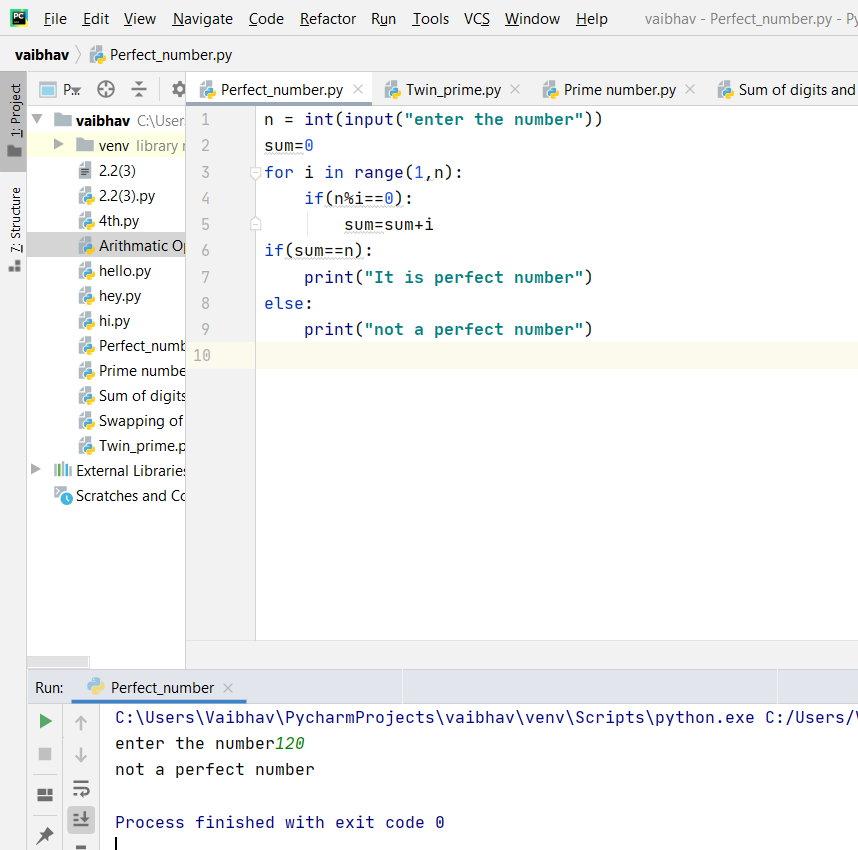 PC File Edit View Navigate Code Refactor Run Tools VCS Window Help vaibhav - Perfect_number.py - Py
vaibhav Perfect_number.py
1: Project
7: Structure
P...
Perfect_number.py Twin_prime.py Prime number.py Sum of digits and
vaibhav C:\User
venv library r
2.2(3)
2.2(3).py
4th.py
Arithmatic Op
hello.py
hey.py
hi.py
Perfect_numb
Prime numbe
Sum of digits
Swapping of
Twin_prime.p
External Libraries
Scratches and Co
1 n = int(input("enter the number"))
2 sum=0
3 for i in range(1,n):
4     if(n%i==0):
5         sum=sum+i
6 if(sum==n):
7     print("It is perfect number")
8 else:
9     print("not a perfect number")
10
Run: Perfect_number
C:\Users\Vaibhav\PycharmProjects\vaibhav\venv\Scripts\python.exe C:/Users/V
enter the number120
not a perfect number
Process finished with exit code 0